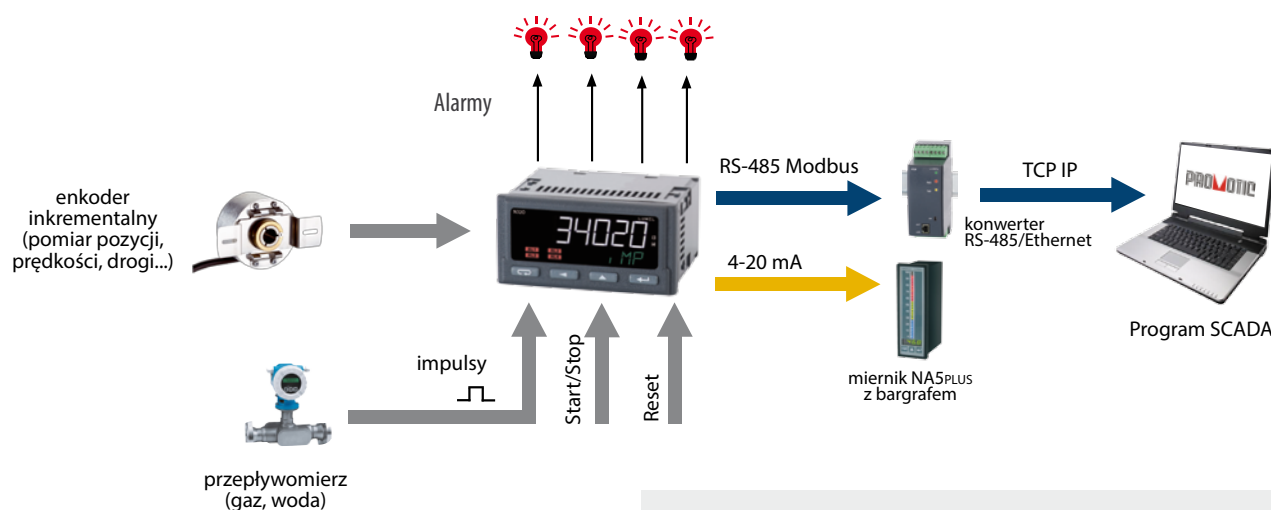 Alarmy
enkoder
inkrementalny
(pomiar pozycji,
prędkości, drogi...)
34020
IMP
RS-485 Modbus
TCP IP
PROMOTIC
konwerter
RS-485/Ethernet
4-20 mA
Program SCADA
impulsy
Start/Stop
Reset
miernik NA5PLUS
z bargrafem
przepływomierz
(gaz, woda)